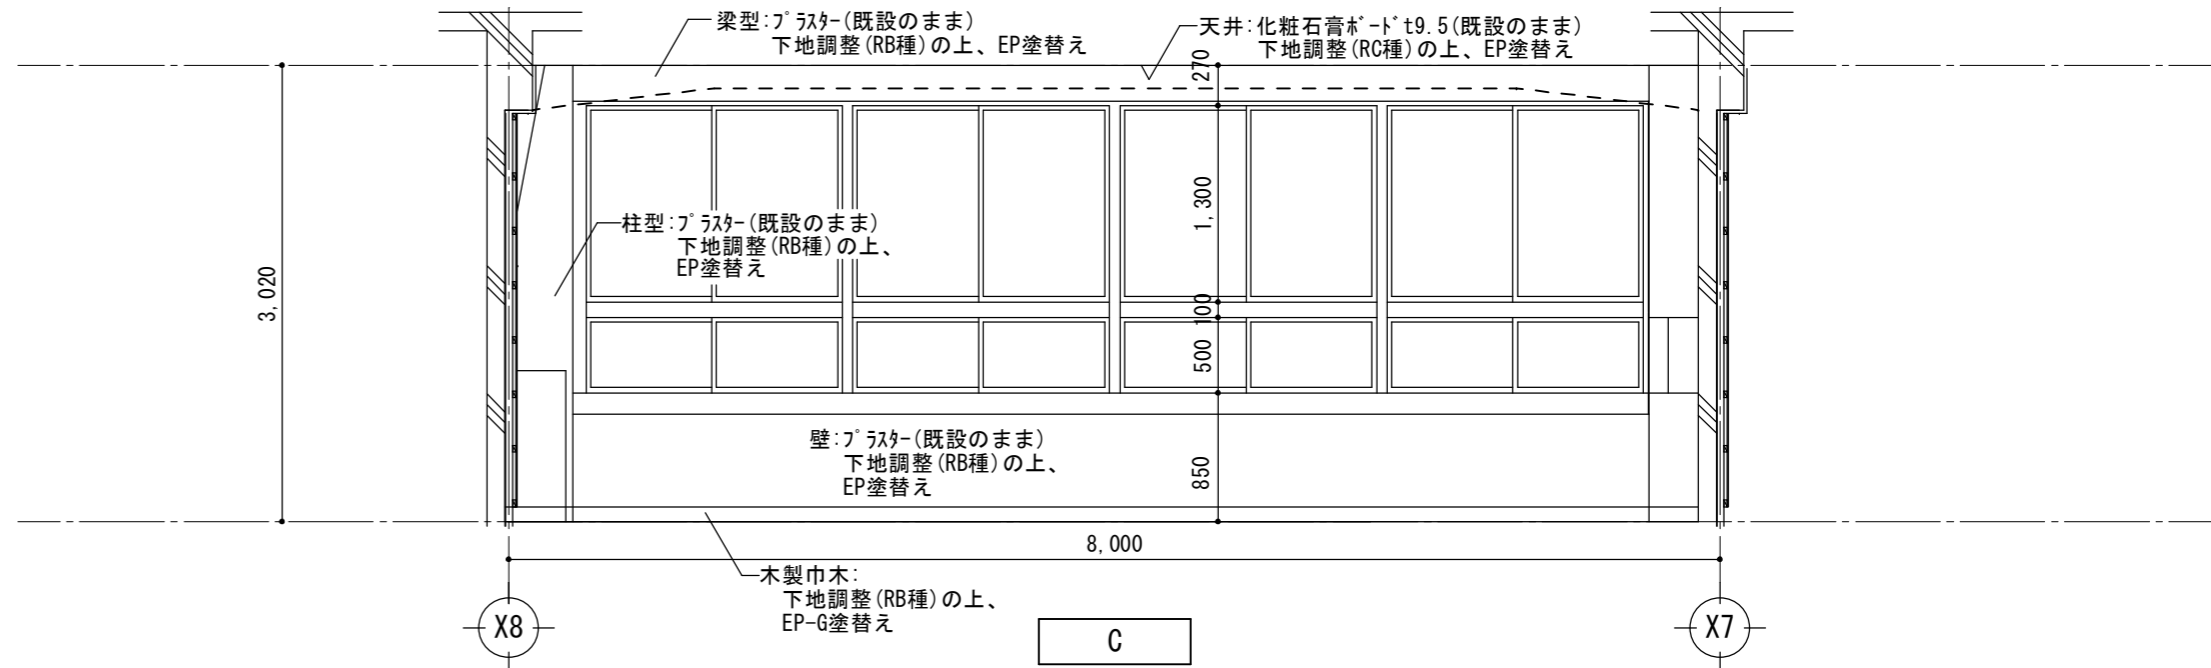 梁型:プラスター(既設のまま)
下地調整(RB種)の上、EP塗替え
天井:化粧石膏ボードt9.5(既設のまま)
下地調整(RC種)の上、EP塗替え
270
柱型:プラスター(既設のまま)
下地調整(RB種)の上、
EP塗替え
1,300
3,020
100
500
壁:プラスター(既設のまま)
下地調整(RB種)の上、
EP塗替え
850
8,000
木製巾木:
下地調整(RB種)の上、
EP-G塗替え
X8
C
X7